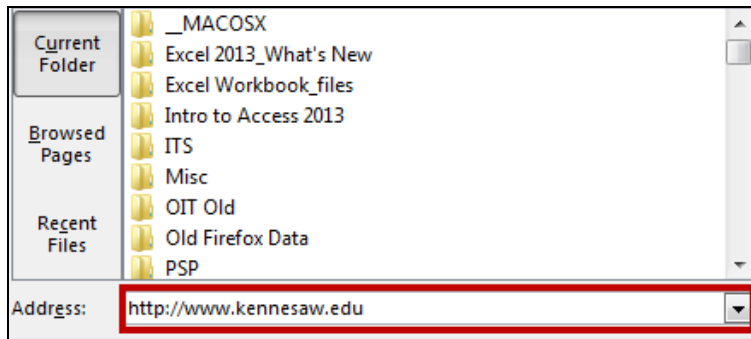 Current
Folder
Browsed
Pages
Recent
Files
__MACOSX
Excel 2013_What's New
Excel Workbook_files
Intro to Access 2013
ITS
Misc
OIT Old
Old Firefox Data
PSP
Address: http://www.kennesaw.edu